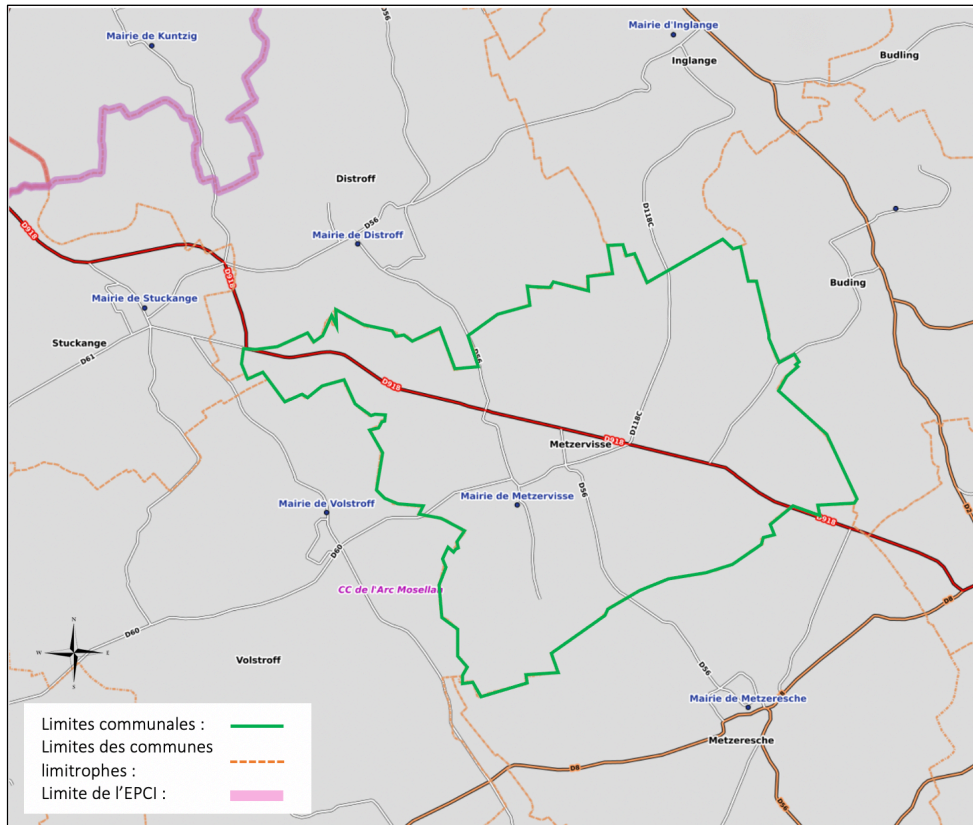 D56
Mairie de Kuntzig
Mairie d'Inglange
Inglange
Budling
Distroff
D56
D118C
Mairie de Distroff
D918
D918
Buding
Mairie de Stuckange
Stuckange
D61
D56
D918
D118C
Metzervisse
D918
D56
Mairie de Volstroff
Mairie de Metzervisse
D918
D60
CC de l'Arc Mosellan
D8
D60
N
W
E
S
Volstroff
D56
Mairie de Metzeresche
Metzeresche
D8
D56
Limites communales :
Limites des communes
limitrophes :
Limite de l'EPCI :